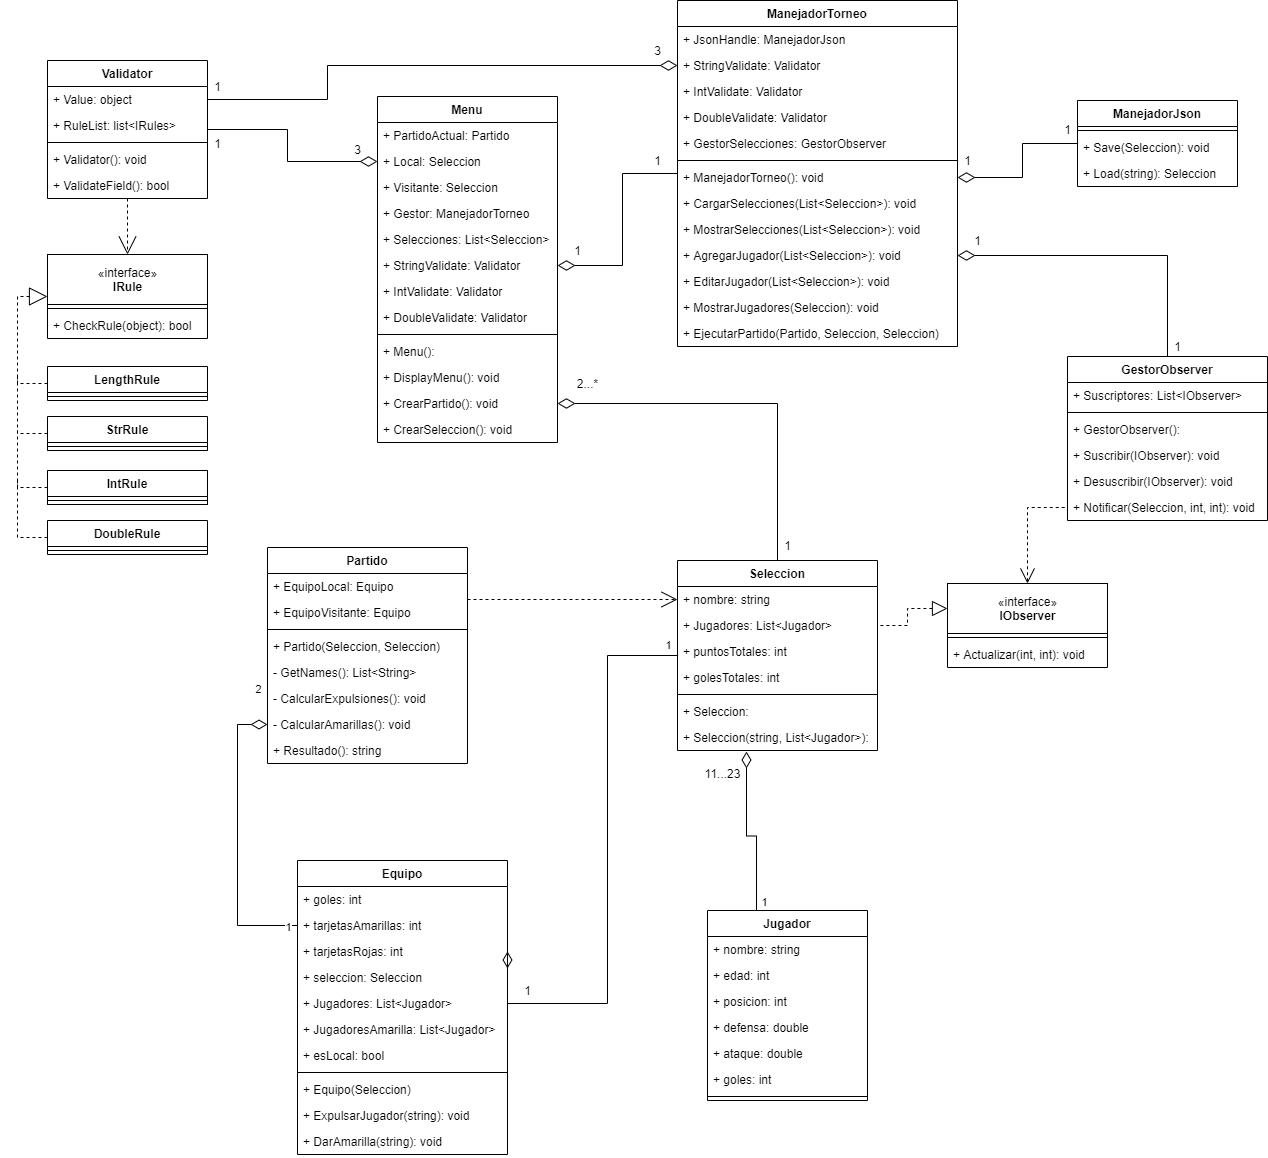 ManejadorTorneo
+ JsonHandle: ManejadorJson
+ StringValidate: Validator
+ IntValidate: Validator
+ DoubleValidate: Validator
+ GestorSelecciones: GestorObserver
+ ManejadorTorneo(): void
+ CargarSelecciones(List<Seleccion>): void
+ MostrarSelecciones(List<Seleccion>): void
+ AgregarJugador(List<Seleccion>): void
+ EditarJugador(List<Seleccion>): void
+ MostrarJugadores(Seleccion): void
+ EjecutarPartido(Partido, Seleccion, Seleccion)
3
1
Validator
+ Value: object
+ RuleList: list<IRules>
+ Validator(): void
+ ValidateField(): bool
1
3
Menu
+ PartidoActual: Partido
+ Local: Seleccion
+ Visitante: Seleccion
+ Gestor: ManejadorTorneo
+ Selecciones: List<Seleccion>
+ StringValidate: Validator
+ IntValidate: Validator
+ DoubleValidate: Validator
+ Menu():
+ DisplayMenu(): void
+ CrearPartido(): void
+ CrearSeleccion(): void
1
1
1
1
ManejadorJson
+ Save(Seleccion): void
+ Load(string): Seleccion
1
1
«interface»
IRule
+ CheckRule(object): bool
LengthRule
StrRule
IntRule
DoubleRule
GestorObserver
+ Suscriptores: List<IObserver>
+ GestorObserver():
+ Suscribir(IObserver): void
+ Desuscribir(IObserver): void
+ Notificar(Seleccion, int, int): void
2...*
1
Partido
+ EquipoLocal: Equipo
+ EquipoVisitante: Equipo
+ Partido(Seleccion, Seleccion)
- GetNames(): List<String>
- CalcularExpulsiones(): void
- CalcularAmarillas(): void
+ Resultado(): string
Seleccion
+ nombre: string
+ Jugadores: List<Jugador>
+ puntosTotales: int
+ golesTotales: int
+ Seleccion:
+ Seleccion(string, List<Jugador>):
«interface»
IObserver
+ Actualizar(int, int): void
1
2
11...23
1
Equipo
+ goles: int
+ tarjetasAmarillas: int
+ tarjetasRojas: int
+ seleccion: Seleccion
+ Jugadores: List<Jugador>
+ JugadoresAmarilla: List<Jugador>
+ esLocal: bool
+ Equipo(Seleccion)
+ ExpulsarJugador(string): void
+ DarAmarilla(string): void
1
1
Jugador
+ nombre: string
+ edad: int
+ posicion: int
+ defensa: double
+ ataque: double
+ goles: int